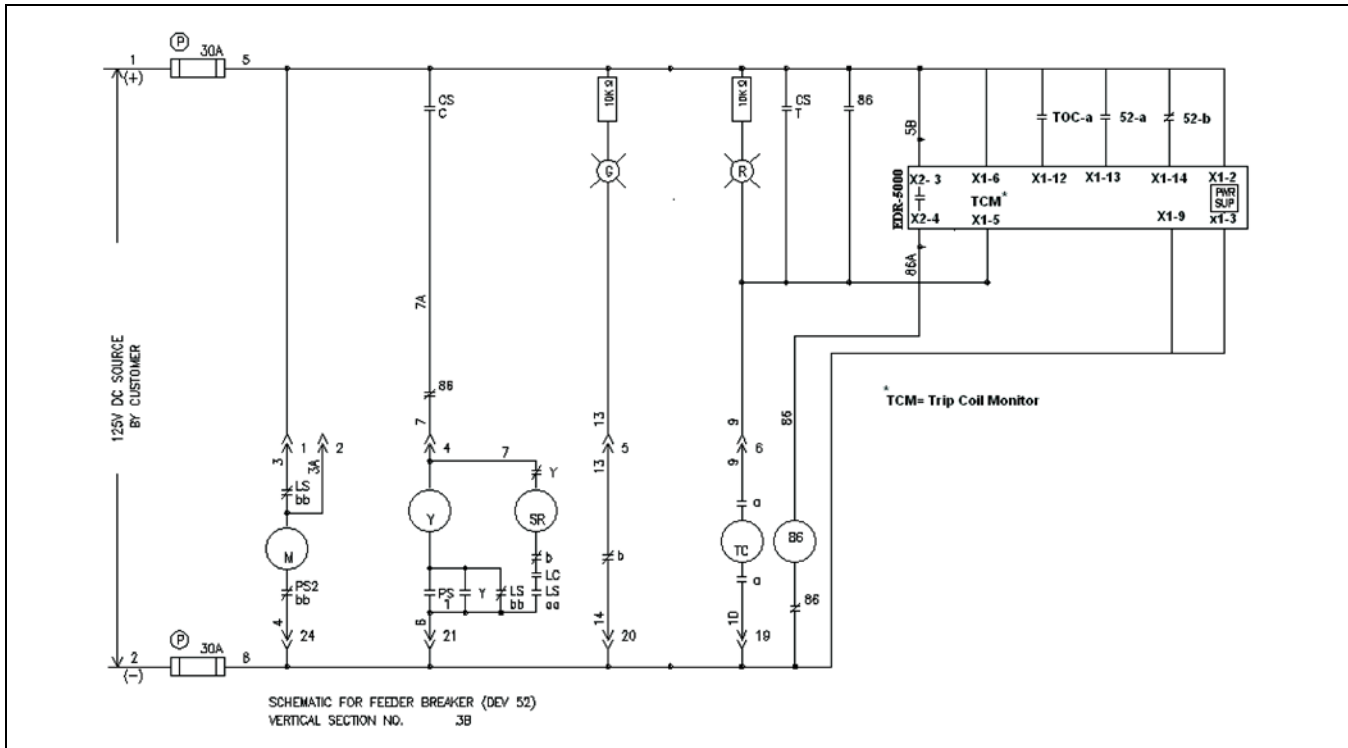 P
30A
1
5
(+)
CS
C
10K Ω
10K Ω
CS
T
86
5B
TOC-a
52-a
52-b
G
R
EDR-5000
X2- 3
X1-6
X1-12
X1-13
X1-14
X1-2
TCM*
PWR
SUP
X2-4
X1-5
X1-9
x1-3
86A
7A
125V DC SOURCE
BY CUSTOMER
*TCM= Trip Coil Monitor
86
7
13
9
86
1
2
4
7
5
6
3
3A
13
9
LS
bb
Y
a
Y
SR
M
b
TC
86
b
LC
a
PS2
bb
PS
1
Y
LS
bb
LS
aa
86
4
24
6
21
14
20
10
19
P
30A
2
8
(-)
SCHEMATIC FOR FEEDER BREAKER (DEV 52)
VERTICAL SECTION NO. 3B